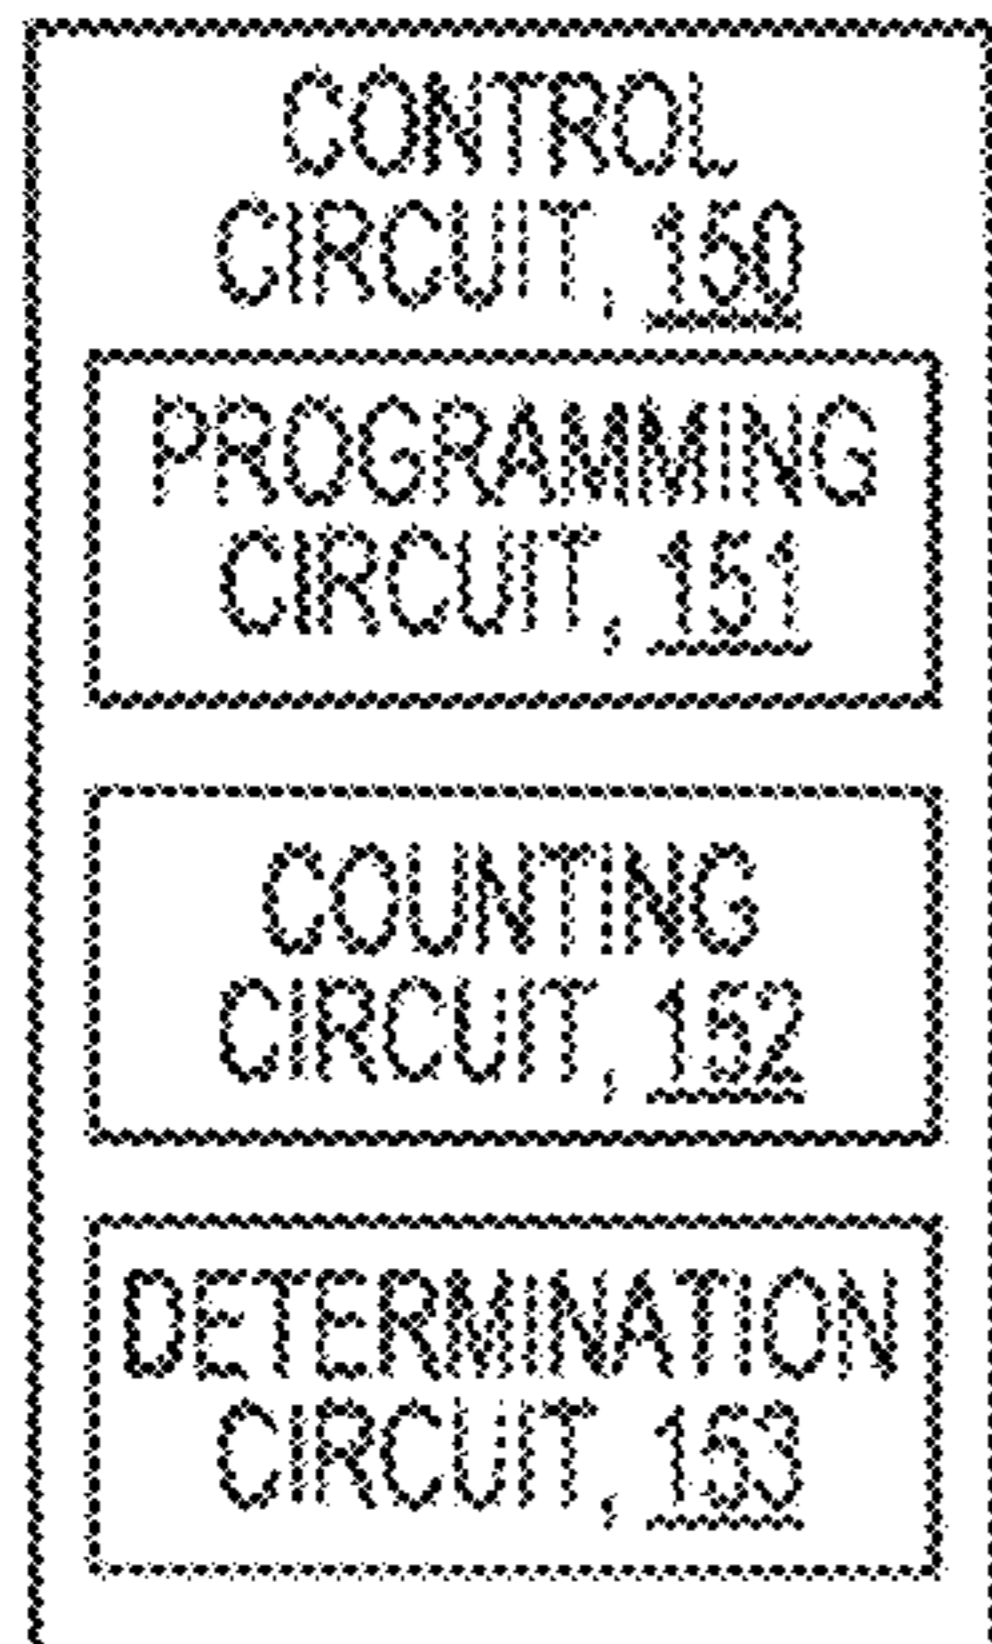 CONTROL
CIRCUIT, 150
PROGRAMMING
CIRCUIT, 151
COUNTING
CIRCUIT, 152
DETERMINATION
CIRCUIT, 153